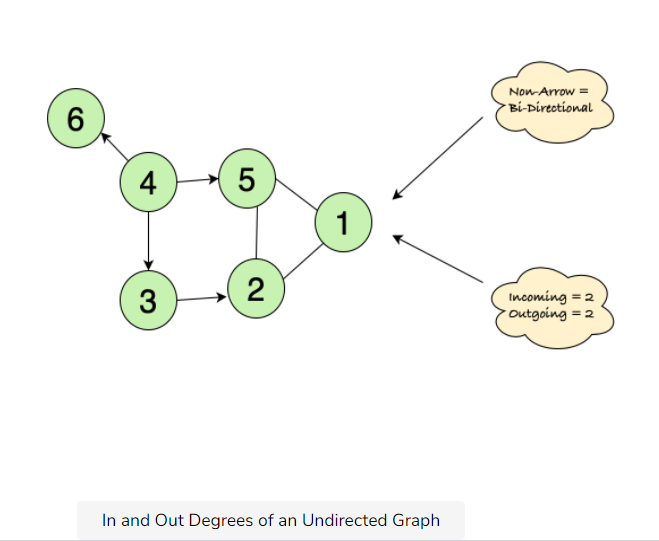 6
Non-Arrow =
Bi-Directional
4
5
1
3
2
Incoming = 2
Outgoing = 2
In and Out Degrees of an Undirected Graph